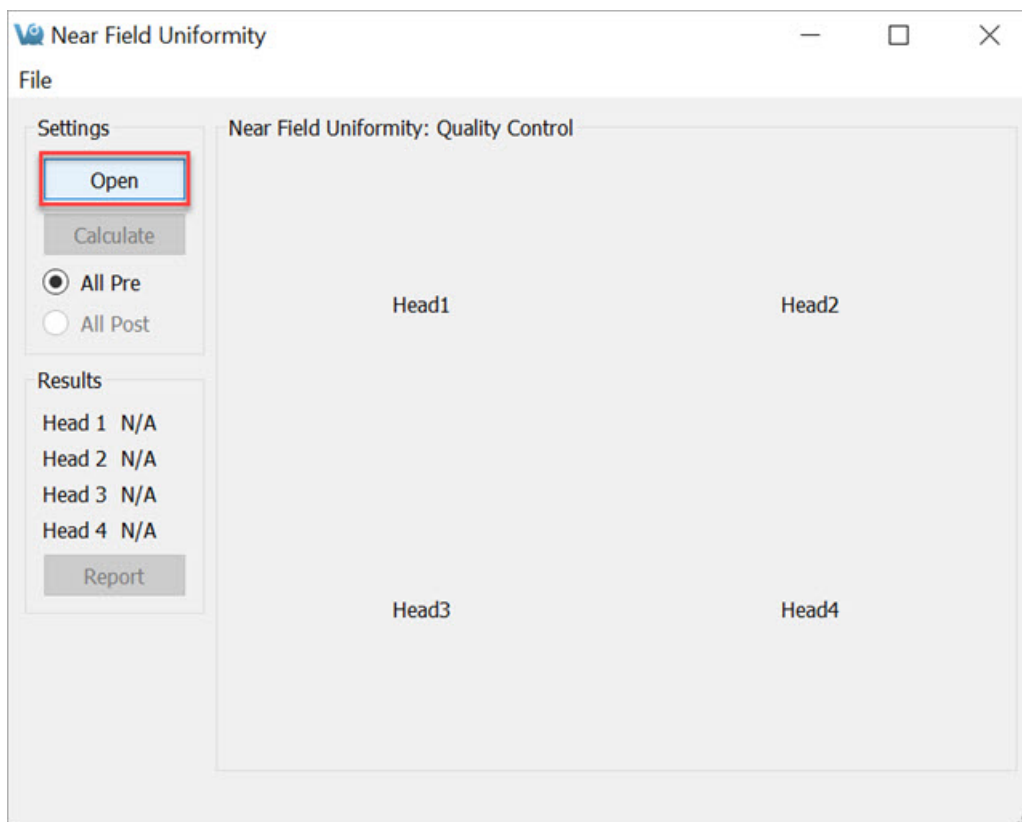 Near Field Uniformity
File
Settings
Open
Calculate
All Pre
All Post
Results
Head 1 N/A
Head 2 N/A
Head 3 N/A
Head 4 N/A
Report
Near Field Uniformity: Quality Control
Head1 Head2
Head3 Head4